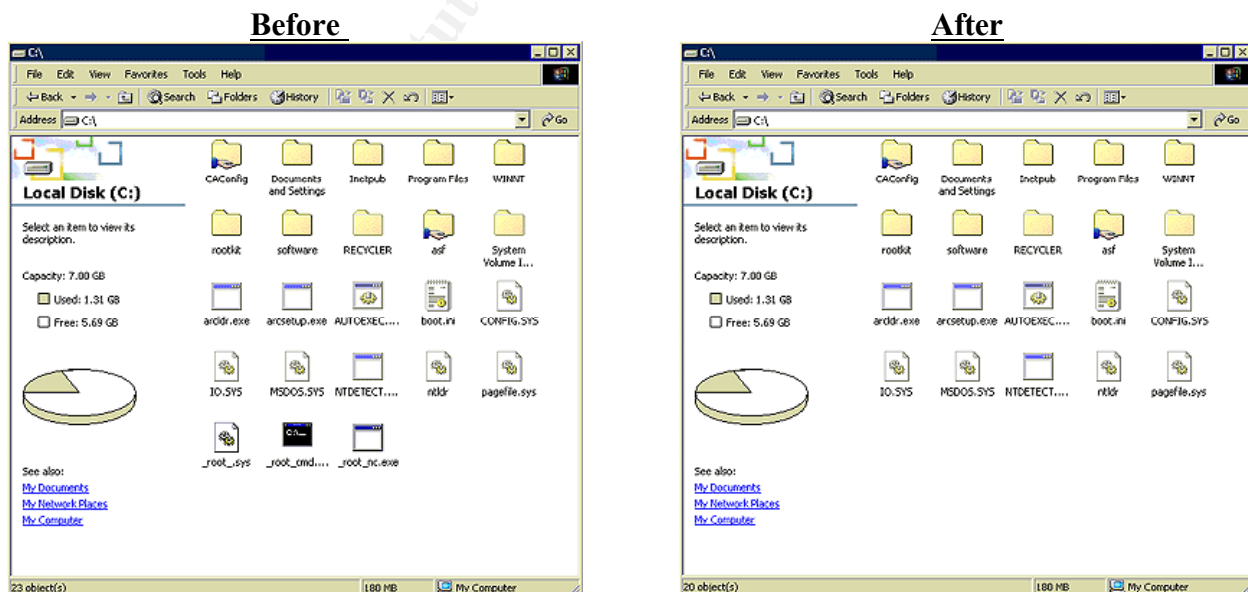 Before
C:\
File Edit View Favorites Tools Help
Back Search Folders History
Address C:\ Go
Local Disk (C:)
Select an item to view its
description.
Capacity: 7.00 GB
Used: 1.31 GB
Free: 5.69 GB
See also:
My Documents
My Network Places
My Computer
CAConfig Documents and Settings Inetpub Program Files WINNT
rootkit software RECYCLER asf System Volume I...
arcldr.exe arcsetup.exe AUTOEXEC.... boot.ini CONFIG.SYS
IO.SYS MSDOS.SYS NTDETECT.... ntldr pagefile.sys
_root_.sys _root_cmd.... _root_nc.exe
23 object(s) 180 MB My Computer
After
C:\
File Edit View Favorites Tools Help
Back Search Folders History
Address C:\ Go
Local Disk (C:)
Select an item to view its
description.
Capacity: 7.00 GB
Used: 1.31 GB
Free: 5.69 GB
See also:
My Documents
My Network Places
My Computer
CAConfig Documents and Settings Inetpub Program Files WINNT
rootkit software RECYCLER asf System Volume I...
arcldr.exe arcsetup.exe AUTOEXEC.... boot.ini CONFIG.SYS
IO.SYS MSDOS.SYS NTDETECT.... ntldr pagefile.sys
20 object(s) 180 MB My Computer